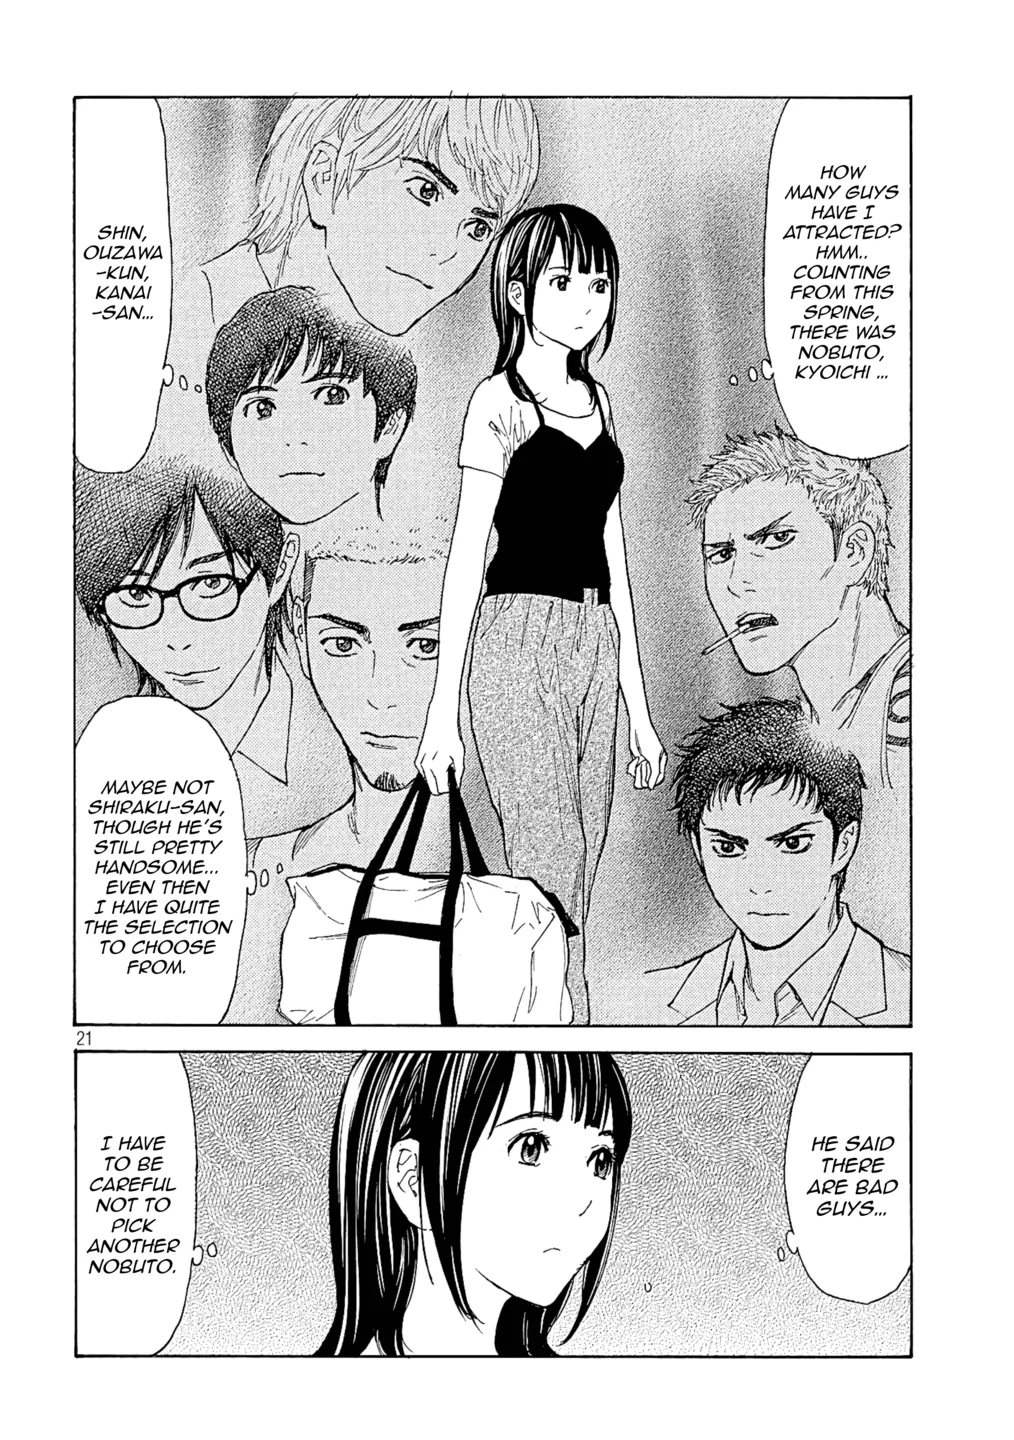 HOW
MANY GUYS
HAVE I
ATTRACTED?
HMM..
COUNTING
FROM THIS
SPRING,
THERE WAS
NOBUTO,
KYOICHI ...
SHIN,
OUZAWA
-KUN,
KANAI
-SAN...
MAYBE NOT
SHIRAKU-SAN,
THOUGH HE'S
STILL PRETTY
HANDSOME...
EVEN THEN
I HAVE QUITE
THE SELECTION
TO CHOOSE
FROM.
21
HE SAID
THERE
ARE BAD
GUYS...
I HAVE
TO BE
CAREFUL
NOT TO
PICK
ANOTHER
NOBUTO.